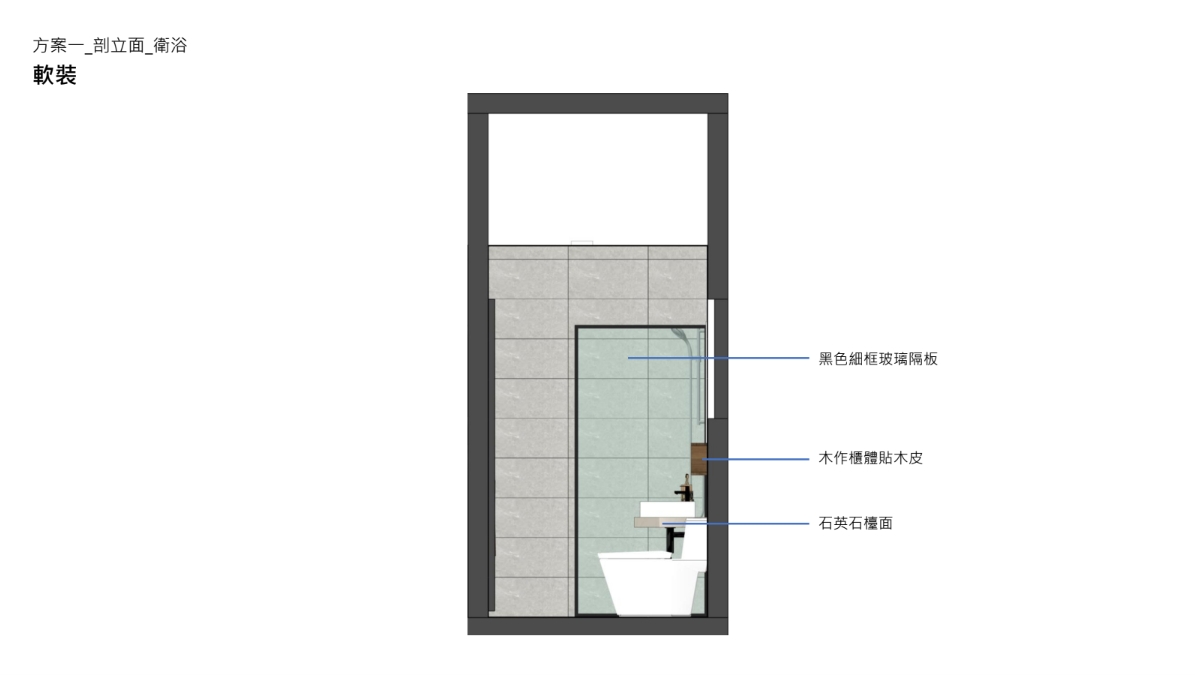 方案一_剖立面_衛浴
軟裝
黑色細框玻璃隔板
木作櫃體貼木皮
石英石檯面